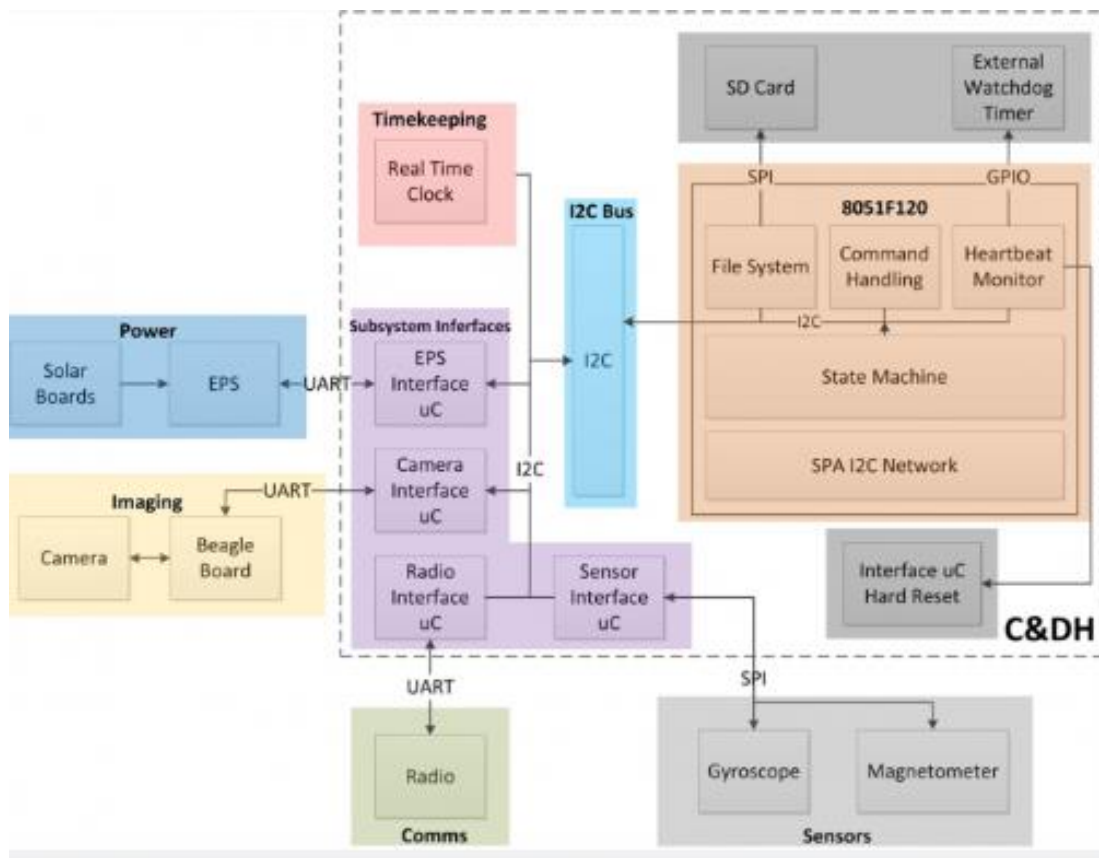 SD Card
External
Watchdog
Timer
Timekeeping
Real Time
Clock
SPI
GPIO
I2C Bus
8051F120
File System
Command
Handling
Heartbeat
Monitor
I2C
Power
Subsystem Inferfaces
Solar
Boards
EPS
UART
EPS
Interface
uC
I2C
State Machine
I2C
Camera
Interface
uC
SPA I2C Network
UART
Imaging
Camera
Beagle
Board
Radio
Interface
uC
Sensor
Interface
uC
Interface uC
Hard Reset
C&DH
UART
SPI
Radio
Gyroscope
Magnetometer
Comms
Sensors